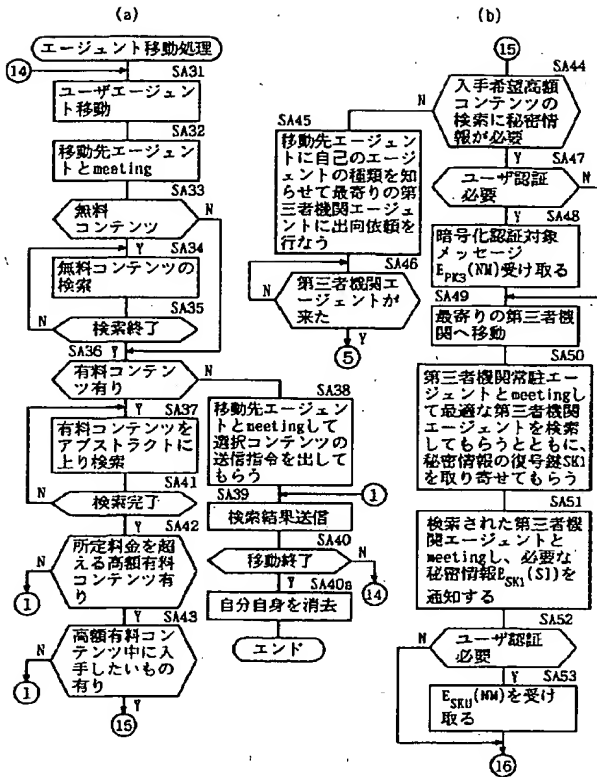 (a)
エージェント移動処理
14
SA31
ユーザエージェン
ト移動
SA32
移動先エージェント
とmeeting
SA33
無料
コンテンツ
N
Y
SA34
無料コンテンツの
検索
SA35
N
検索終了
SA36
Y
有料コンテン
ツ有り
N
Y
SA37
有料コンテンツを
アブストラクトに
より検索
SA41
N
検索完了
Y
SA42
所定料金を超
える高額有料
コンテンツ有
り
N
1
Y
SA43
高額有料コン
テンツ中に入
手したいもの
有り
N
1
Y
15
SA38
移動先エージェン
トとmeetingして
選択コンテンツの
送信指令を出して
もらう
SA39
1
検索結果送信
SA40
移動終了
N
14
Y
SA40a
自分自身を消去
エンド
(b)
15
SA44
入手希望高額
コンテンツの
検索に秘密情
報が必要
N
Y
SA45
移動先エージェン
トに自己のエージェ
ントの種類を知
らせて最寄りの第
三者機関エージェ
ントに出向依頼を
行なう
SA46
第三者機関エ
ージェントが
来た
N
Y
5
SA47
ユーザ認証
必要
N
Y
SA48
暗号化認証対象
メッセージ
EPK3(NM)受け取る
SA49
最寄りの第三者機
関へ移動
SA50
第三者機関常駐エー
ジェントとmeetingし
て最適な第三者機関
エージェントを検索
してもらうとともに、
秘密情報の復号鍵SK1
を取り寄せてもらう
SA51
検索された第三者機
関エージェントと
meetingし、必要な
秘密情報ESK1(SI)を
通知する
SA52
N
ユーザ認証
必要
Y
SA53
ESKU(NM)を受け
取る
16